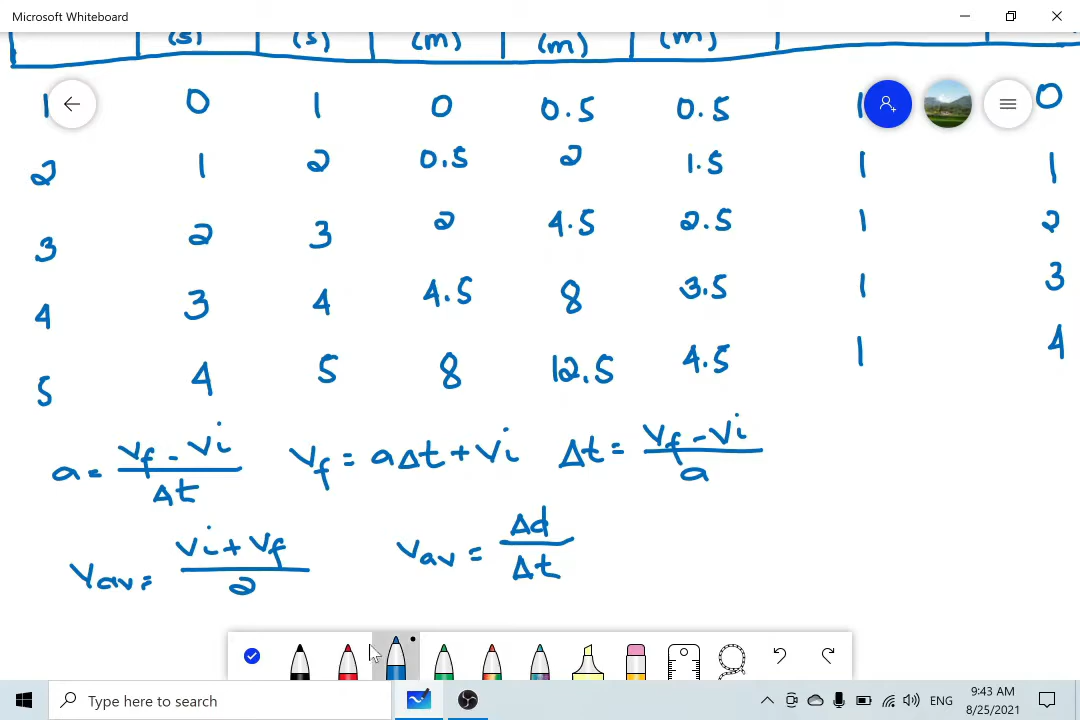 Microsoft Whiteboard
(s) (s) (m) (m) (m)
1 0 1 0 0.5 0.5 1 0
2 1 2 0.5 2 1.5 1 1
3 2 3 2 4.5 2.5 1 2
4 3 4 4.5 8 3.5 1 3
5 4 5 8 12.5 4.5 1 4
a = (vf - vi)/Δt vf = aΔt + vi Δt = (vf - vi)/a
vav = (vi + vf)/2 vav = Δd/Δt
Type here to search
ENG
9:43 AM
8/25/2021